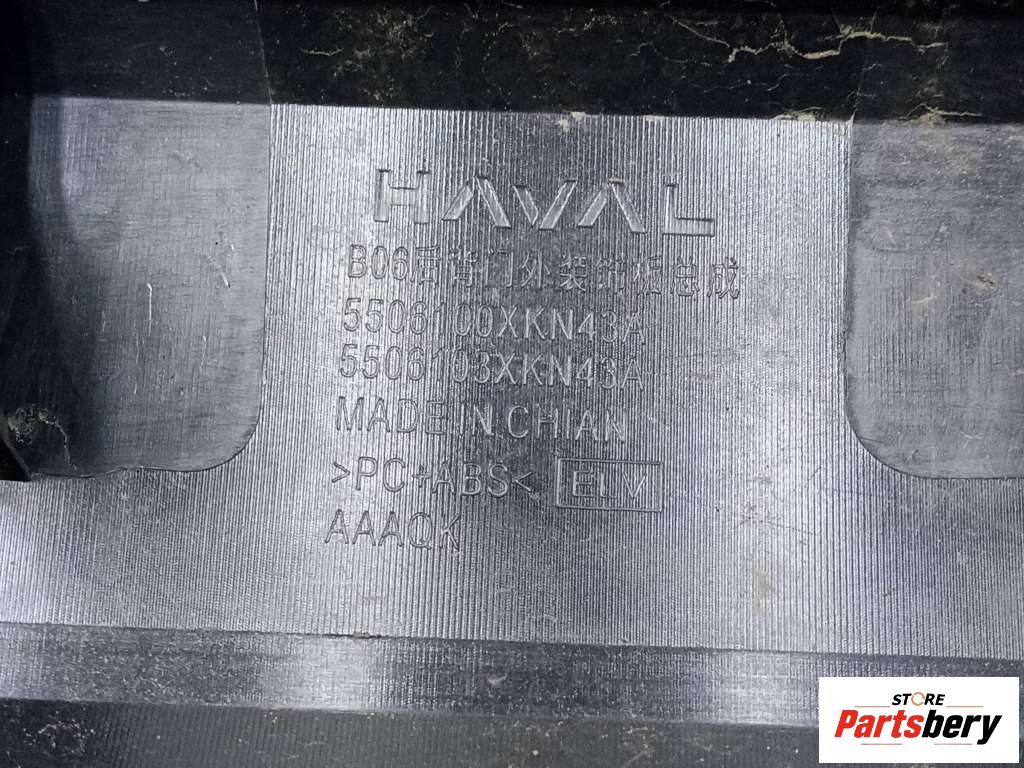 HAVAL
B06后背门外装饰板总成
5506100XKN43A
5506103XKN43A
MADE IN CHIAN
>PC+ABS< ELV
AAAQK
STORE
Partsbery